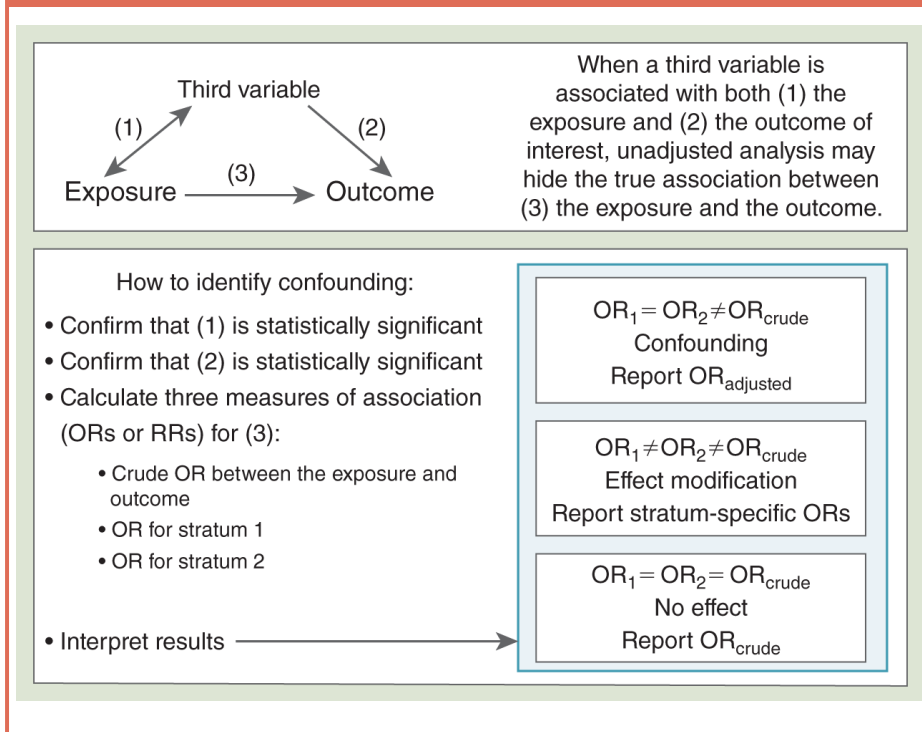 Third variable
(1)
(2)
Exposure
(3)
Outcome
When a third variable is
associated with both (1) the
exposure and (2) the outcome of
interest, unadjusted analysis may
hide the true association between
(3) the exposure and the outcome.
How to identify confounding:
• Confirm that (1) is statistically significant
• Confirm that (2) is statistically significant
• Calculate three measures of association
(ORs or RRs) for (3):
• Crude OR between the exposure and
outcome
• OR for stratum 1
• OR for stratum 2
• Interpret results
OR₁ = OR₂ ≠ OR_crude
Confounding
Report OR_adjusted
OR₁ ≠ OR₂ ≠ OR_crude
Effect modification
Report stratum-specific ORs
OR₁ = OR₂ = OR_crude
No effect
Report OR_crude